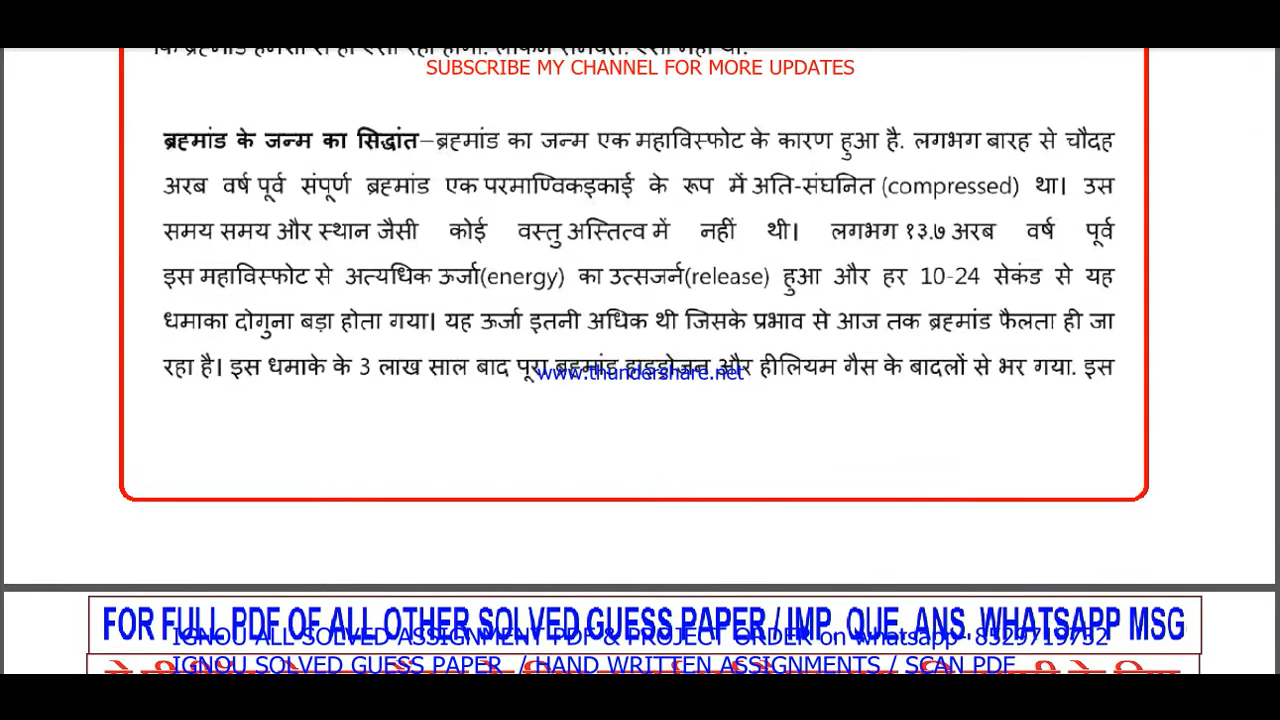 SUBSCRIBE MY CHANNEL FOR MORE UPDATES
ब्रह्मांड के जन्म का सिद्धांत–ब्रह्मांड का जन्म एक महाविस्फोट के कारण हुआ है. लगभग बारह से चौदह
अरब वर्ष पूर्व संपूर्ण ब्रह्मांड एक परमाण्विकइकाई के रूप में अति-संघनित (compressed) था। उस
समय समय और स्थान जैसी कोई वस्तु अस्तित्व में नहीं थी। लगभग १३.७ अरब वर्ष पूर्व
इस महाविस्फोट से अत्यधिक ऊर्जा(energy) का उत्सजर्न(release) हुआ और हर 10-24 सेकंड से यह
धमाका दोगुना बड़ा होता गया। यह ऊर्जा इतनी अधिक थी जिसके प्रभाव से आज तक ब्रह्मांड फैलता ही जा
रहा है। इस धमाके के 3 लाख साल बाद पूरा ब्रह्मांड हाइड्रोजन और हीलियम गैस के बादलों से भर गया. इस
www.thundershare.net
FOR FULL PDF OF ALL OTHER SOLVED GUESS PAPER / IMP. QUE. ANS. WHATSAPP MSG
IGNOU ALL SOLVED ASSIGNMENT PDF & PROJECT ORDER on whatsapp- 8529719732
IGNOU SOLVED GUESS PAPER / HAND WRITTEN ASSIGNMENTS / SCAN PDF